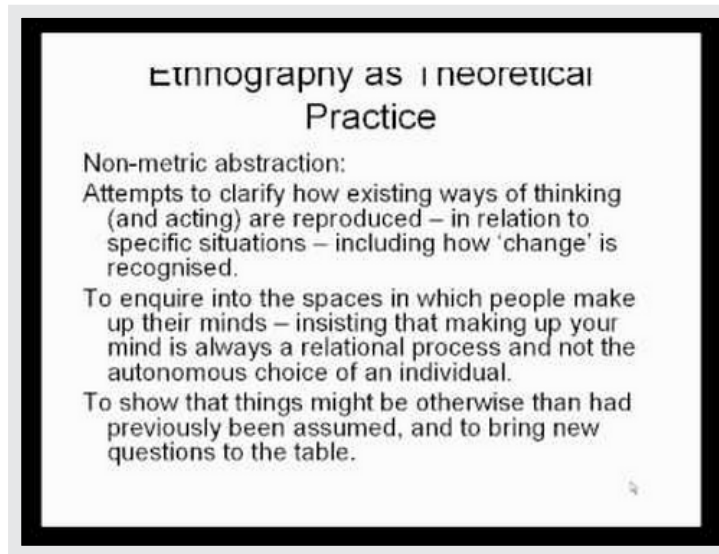 Ethnography as Theoretical
Practice
Non-metric abstraction:
Attempts to clarify how existing ways of thinking
(and acting) are reproduced – in relation to
specific situations – including how ‘change’ is
recognised.
To enquire into the spaces in which people make
up their minds – insisting that making up your
mind is always a relational process and not the
autonomous choice of an individual.
To show that things might be otherwise than had
previously been assumed, and to bring new
questions to the table.